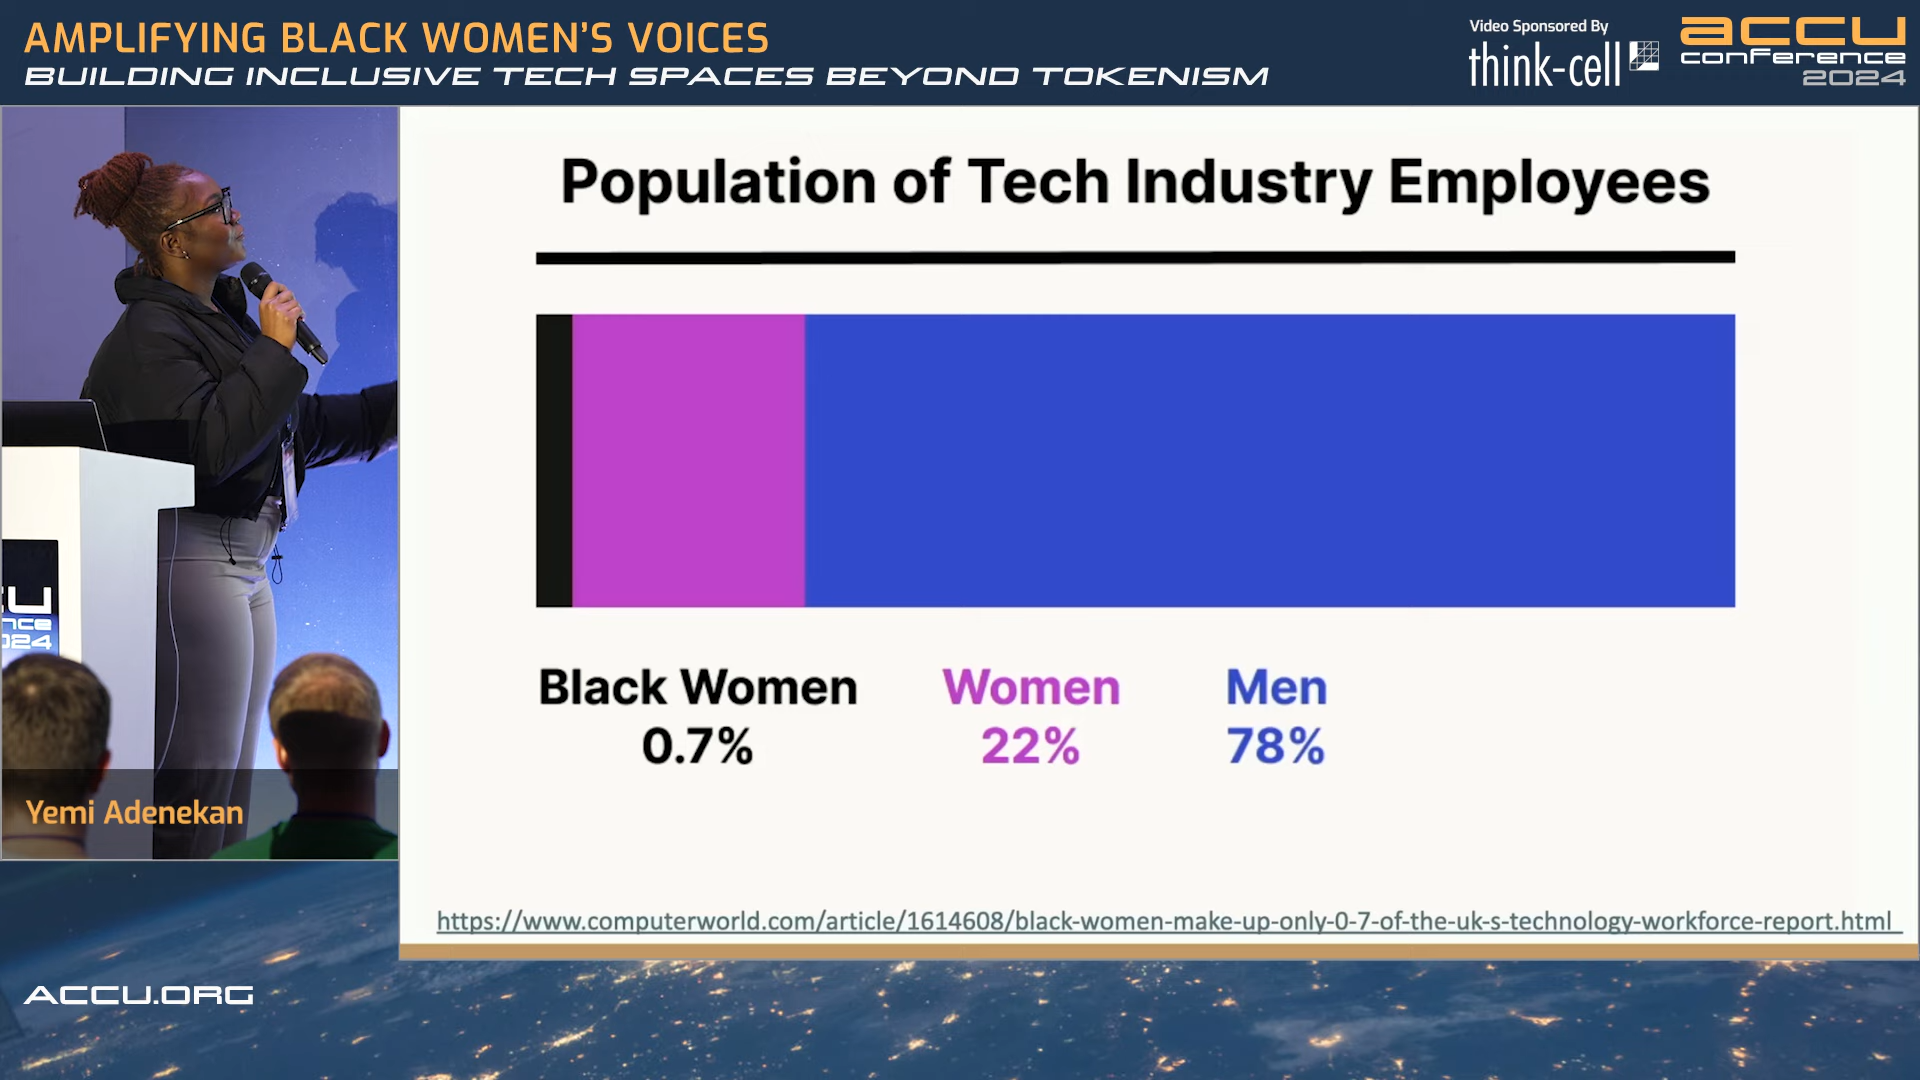 AMPLIFYING BLACK WOMEN'S VOICES
BUILDING INCLUSIVE TECH SPACES BEYOND TOKENISM
Video Sponsored By
think-cell
accu
conference
2024
Population of Tech Industry Employees
Black Women
0.7%
Women
22%
Men
78%
https://www.computerworld.com/article/1614608/black-women-make-up-only-0-7-of-the-uk-s-technology-workforce-report.html
Yemi Adenekan
ACCU.ORG